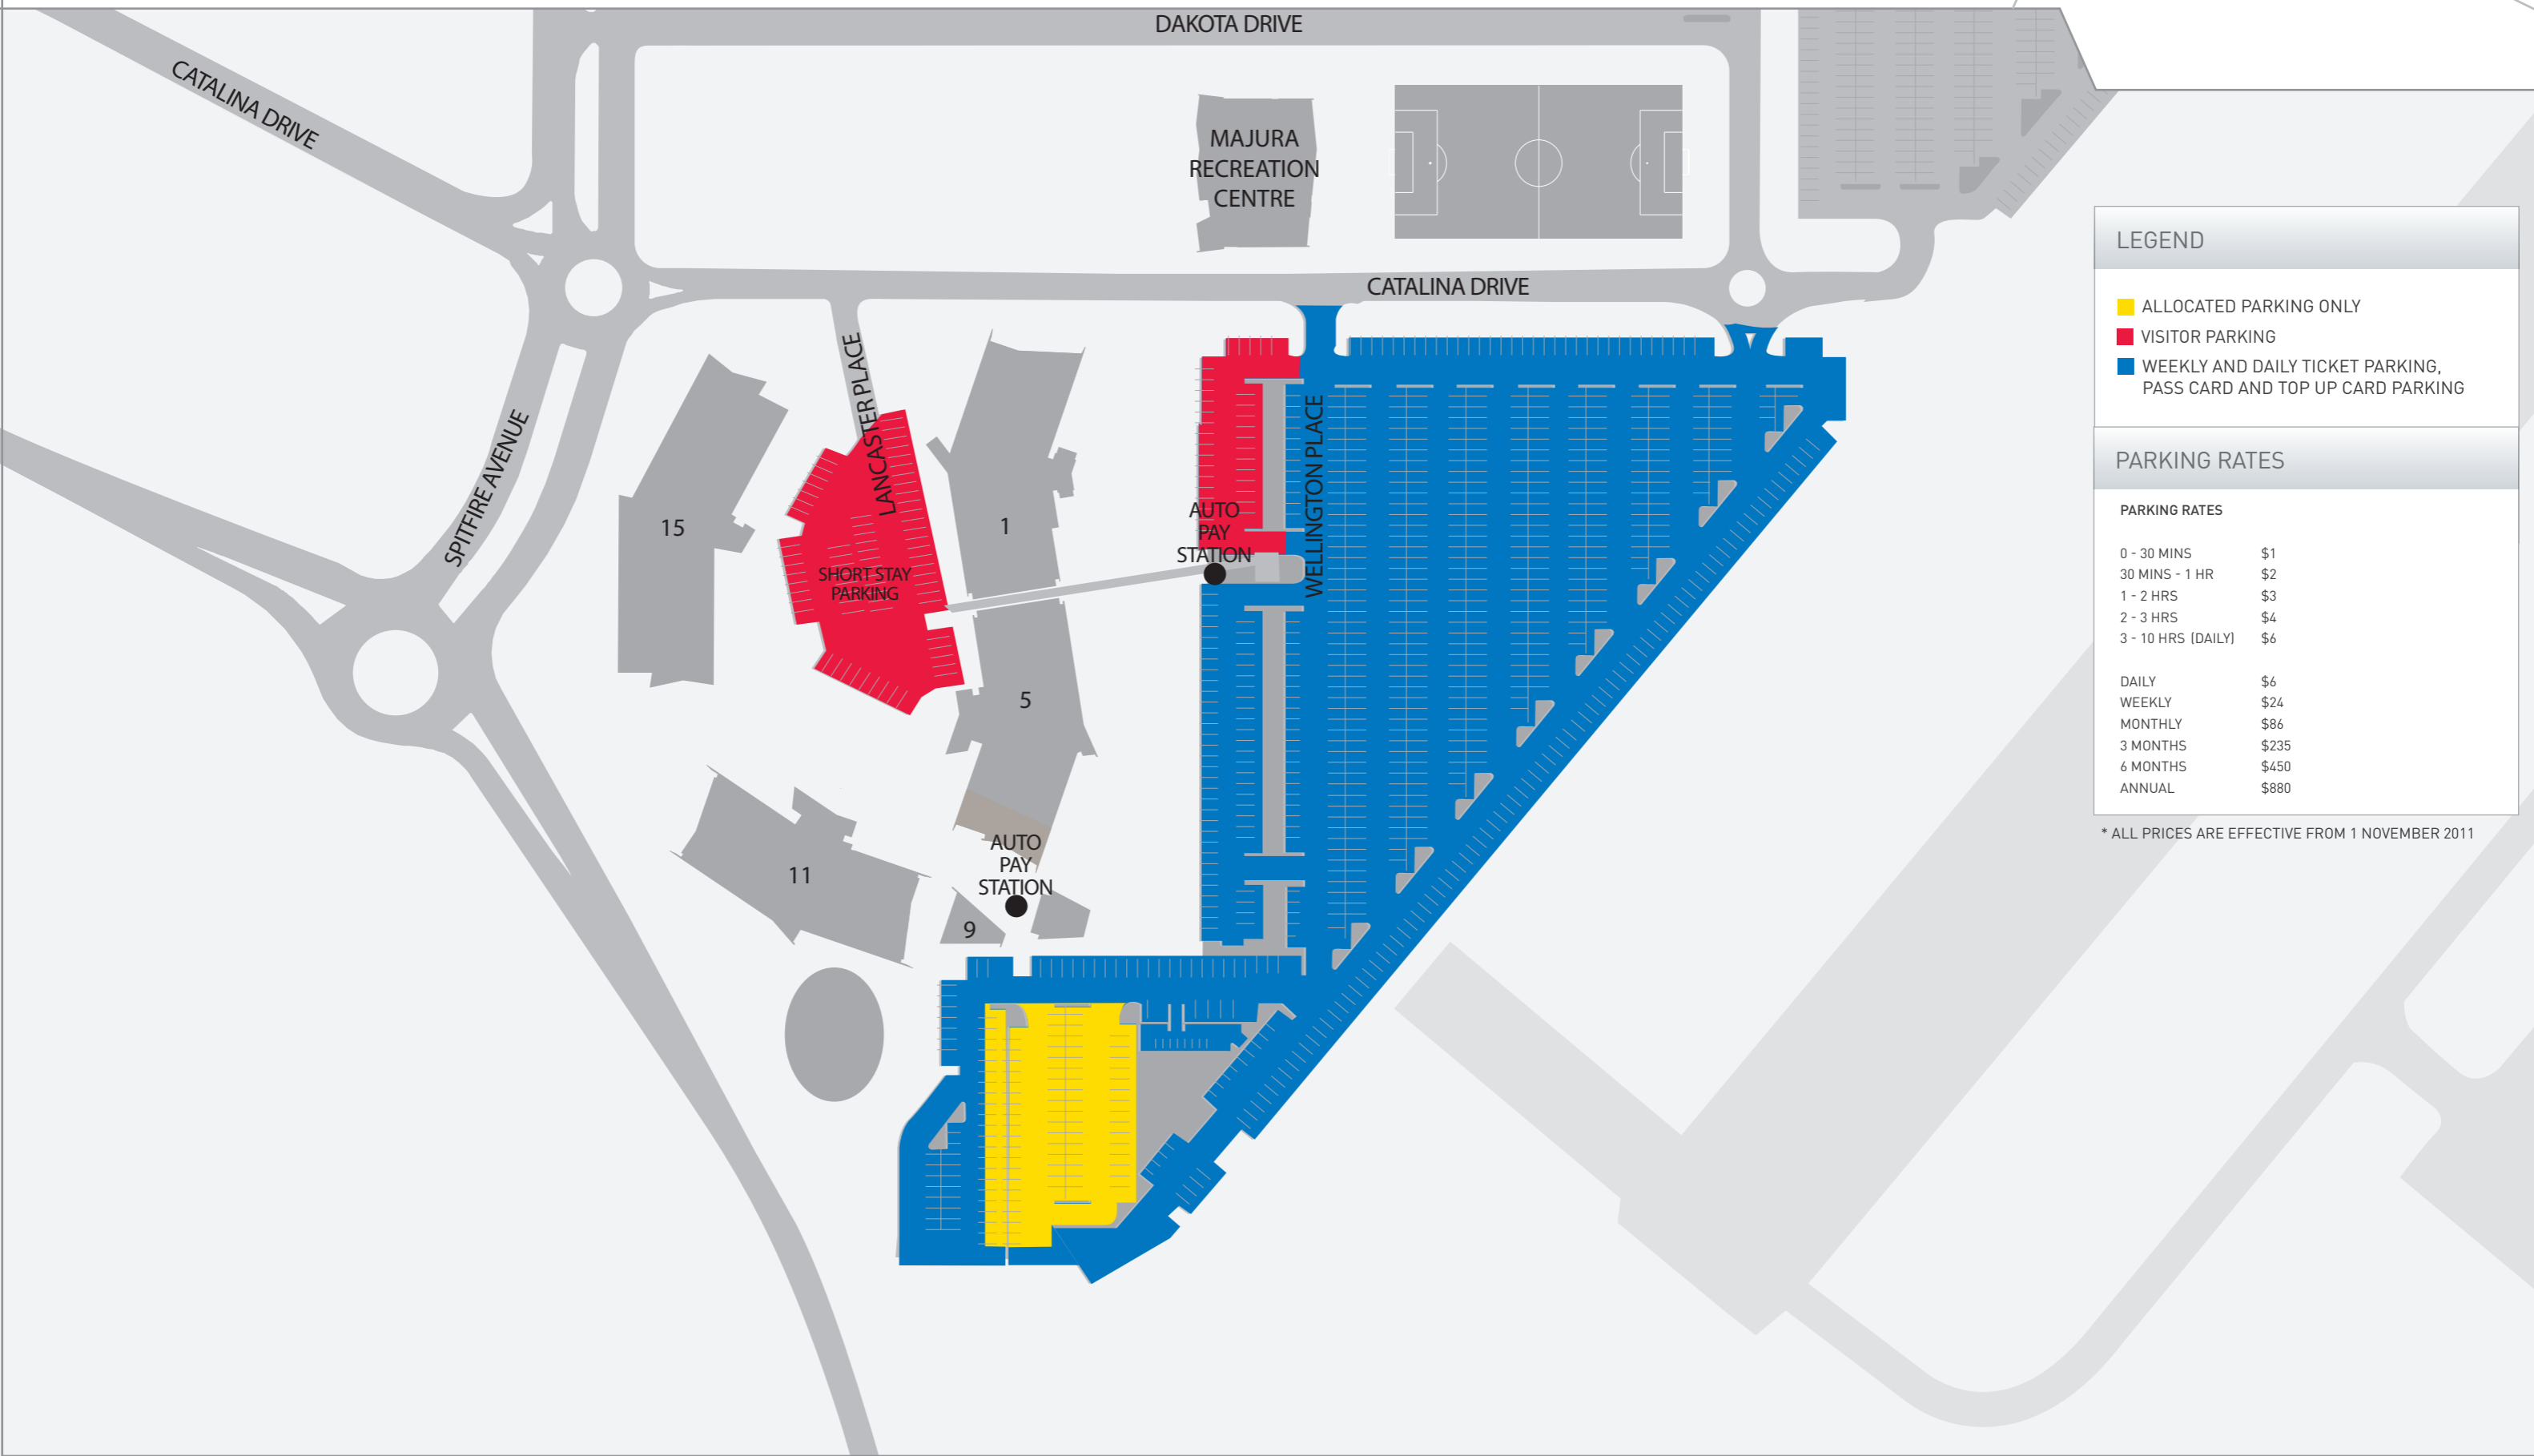 DAKOTA DRIVE
CATALINA DRIVE
MAJURA
RECREATION
CENTRE
CATALINA DRIVE
LANCASTER PLACE
SPITFIRE AVENUE
WELLINGTON PLACE
15
1
AUTO
PAY
STATION
SHORT STAY
PARKING
5
11
AUTO
PAY
STATION
9
LEGEND
ALLOCATED PARKING ONLY
VISITOR PARKING
WEEKLY AND DAILY TICKET PARKING,
PASS CARD AND TOP UP CARD PARKING
PARKING RATES
PARKING RATES
0 - 30 MINS $1
30 MINS - 1 HR $2
1 - 2 HRS $3
2 - 3 HRS $4
3 - 10 HRS (DAILY) $6
DAILY $6
WEEKLY $24
MONTHLY $86
3 MONTHS $235
6 MONTHS $450
ANNUAL $880
* ALL PRICES ARE EFFECTIVE FROM 1 NOVEMBER 2011